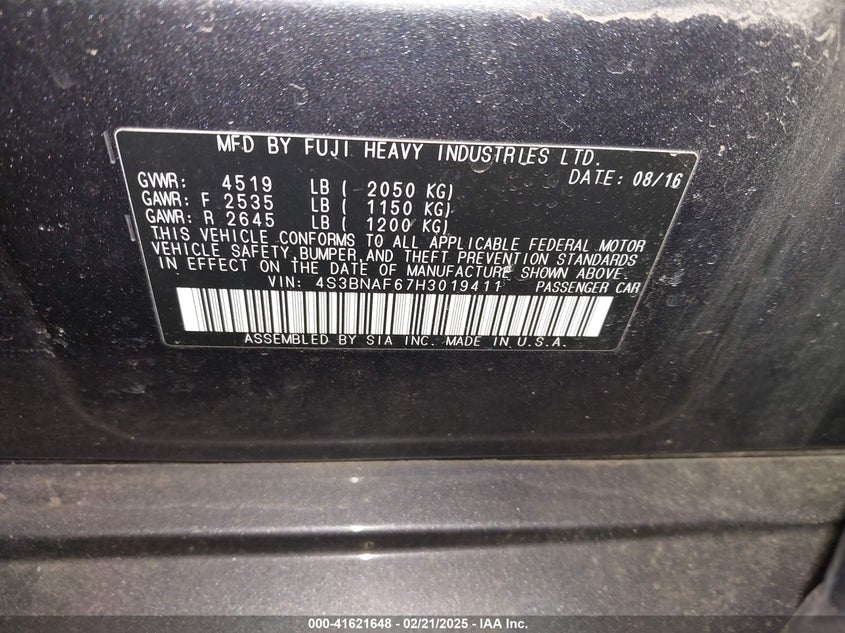 MFD BY FUJI HEAVY INDUSTRIES LTD.
GVWR: 4519 LB ( 2050 KG) DATE: 08/16
GAWR: F 2535 LB ( 1150 KG)
GAWR: R 2645 LB ( 1200 KG)
THIS VEHICLE CONFORMS TO ALL APPLICABLE FEDERAL MOTOR
VEHICLE SAFETY, BUMPER, AND THEFT PREVENTION STANDARDS
IN EFFECT ON THE DATE OF MANUFACTURE SHOWN ABOVE.
VIN: 4S3BNAF67H3019411 PASSENGER CAR
ASSEMBLED BY SIA INC. MADE IN U.S.A.
000-41621648 - 02/21/2025 - IAA Inc.